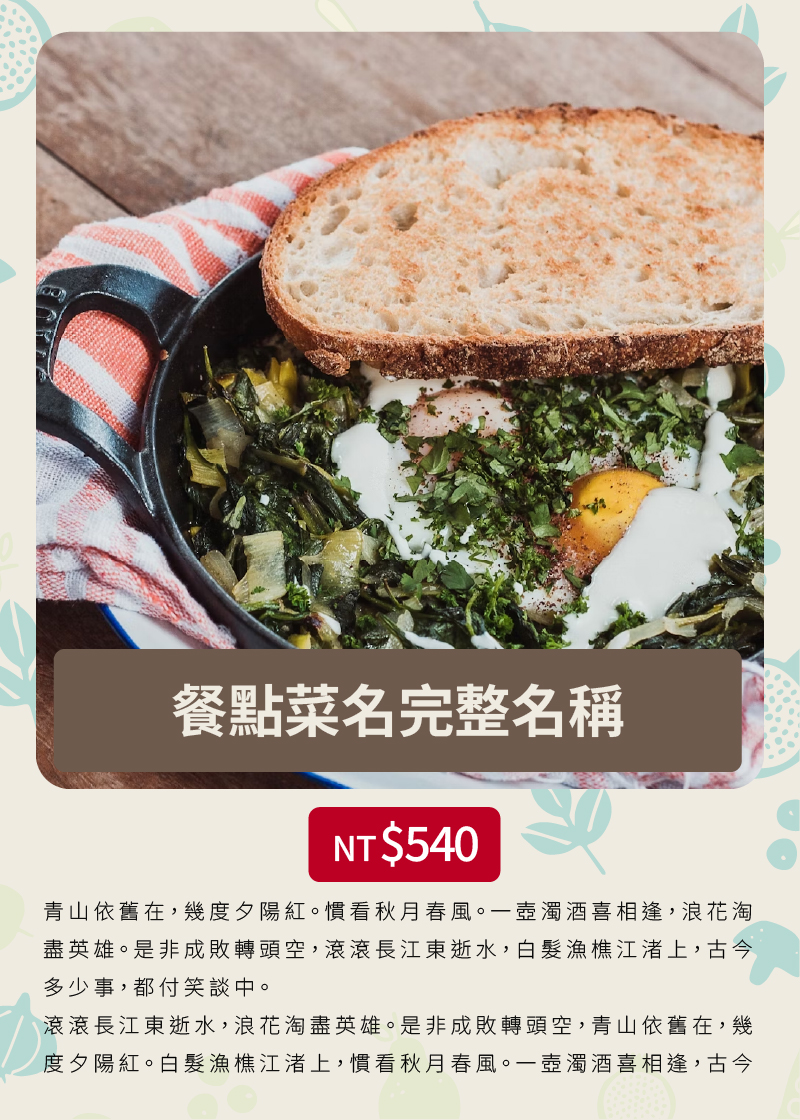 餐點菜名完整名稱
NT$540
青山依舊在，幾度夕陽紅。慣看秋月春風。一壺濁酒喜相逢，浪花淘
盡英雄。是非成敗轉頭空，滾滾長江東逝水，白髮漁樵江渚上，古今
多少事，都付笑談中。
滾滾長江東逝水，浪花淘盡英雄。是非成敗轉頭空，青山依舊在，幾
度夕陽紅。白髮漁樵江渚上，慣看秋月春風。一壺濁酒喜相逢，古今